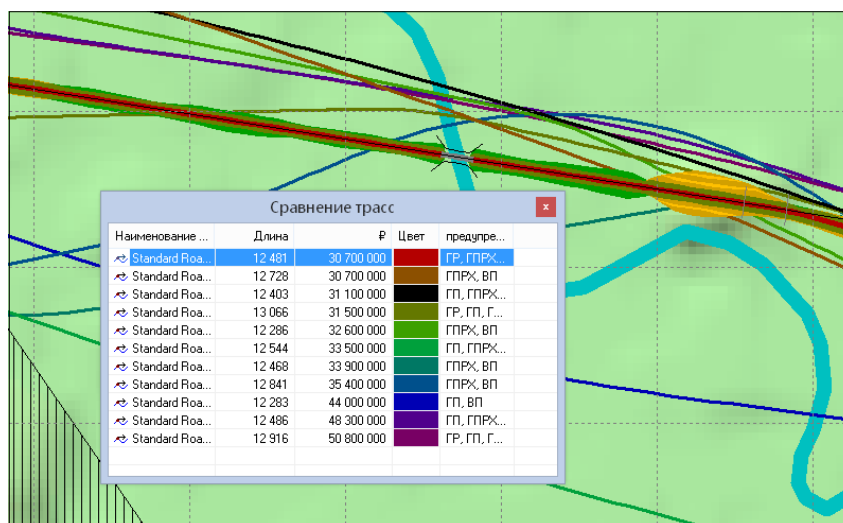 Сравнение трасс
Наименование ... Длина ₽ Цвет предупре...
Standard Roa... 12 481 30 700 000 ГР, ГПРХ...
Standard Roa... 12 728 30 700 000 ГПРХ, ВП
Standard Roa... 12 403 31 100 000 ГП, ГПРХ...
Standard Roa... 13 066 31 500 000 ГР, ГП, Г...
Standard Roa... 12 286 32 600 000 ГПРХ, ВП
Standard Roa... 12 544 33 500 000 ГП, ГПРХ...
Standard Roa... 12 468 33 900 000 ГПРХ, ВП
Standard Roa... 12 841 35 400 000 ГПРХ, ВП
Standard Roa... 12 283 44 000 000 ГП, ВП
Standard Roa... 12 486 48 300 000 ГП, ГПРХ...
Standard Roa... 12 916 50 800 000 ГР, ГП, Г...